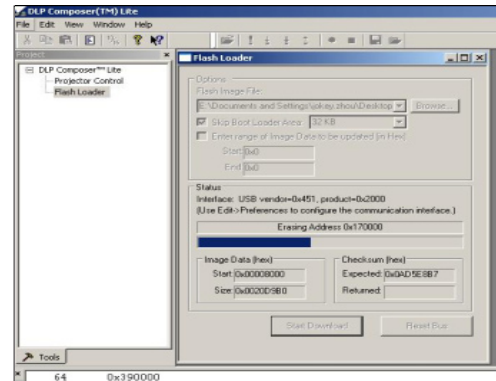 DLP Composer(TM) Lite
File Edit View Window Help
Project
Flash Loader
DLP Composer™ Lite
Projector Control
Flash Loader
Options
Flash Image File:
E:\Documents and Settings\jokey.zhou\Desktop
Browse...
Skip Boot Loader Area: 32 KB
Enter range of Image Data to be updated (in Hex)
Start: 0x0
End: 0x0
Status
Interface: USB vendor=0x451, product=0x2000
(Use Edit->Preferences to configure the communication interface.)
Erasing Address 0x170000
Image Data (hex)
Start: 0x00008000
Size: 0x0020D9B0
Checksum (hex)
Expected: 0x0AD5E8B7
Returned:
Start Download
Reset Bus
Tools
64 0x390000